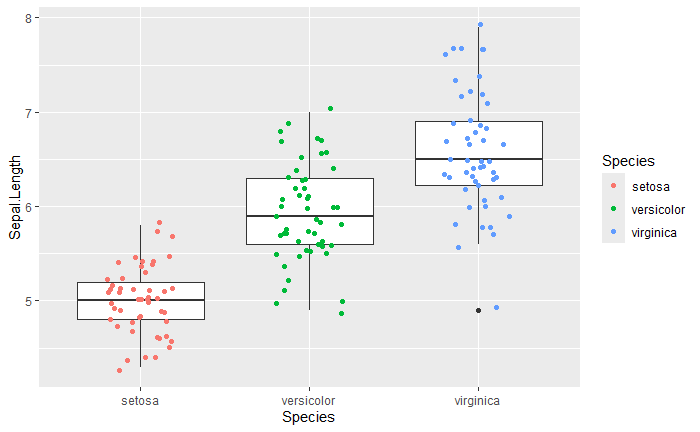 8
7
6
5
Sepal.Length
setosa
versicolor
virginica
Species
Species
setosa
versicolor
virginica